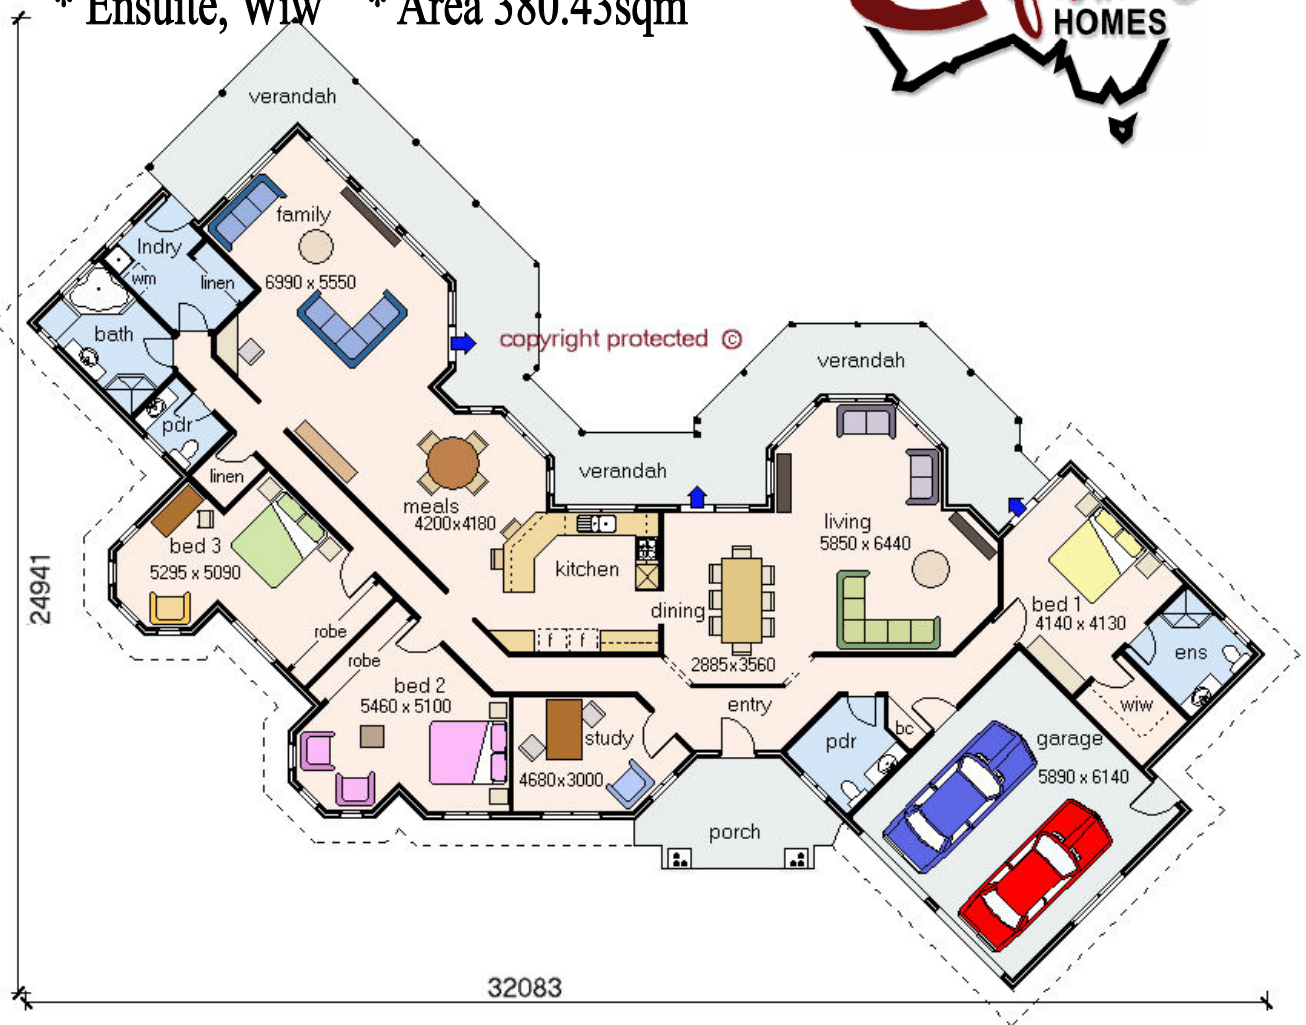 * Ensuite, Wiw * Area 380.43sqm
HOMES
verandah
family
6990 x 5550
lndry
wm
linen
bath
pdr
linen
copyright protected ©
verandah
verandah
meals
4200x4180
living
5850 x 6440
bed 3
5295 x 5090
kitchen
dining
2885x3560
bed 1
4140 x 4130
robe
robe
ens
bed 2
5460 x 5100
wiw
entry
study
4680x3000
pdr
bc
garage
5890 x 6140
porch
24941
32083
f
f